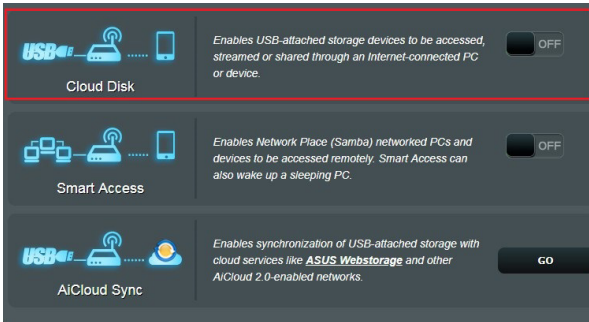 Enables USB-attached storage devices to be accessed,
USB
streamed or shared through an Internet-connected PC
or device.
OFF
Cloud Disk
Enables Network Place (Samba) networked PCs and
devices to be accessed remotely. Smart Access can
also wake up a sleeping PC.
OFF
Smart Access
Enables synchronization of USB-attached storage with
USB
cloud services like ASUS Webstorage and other
AiCloud 2.0-enabled networks.
GO
AiCloud Sync